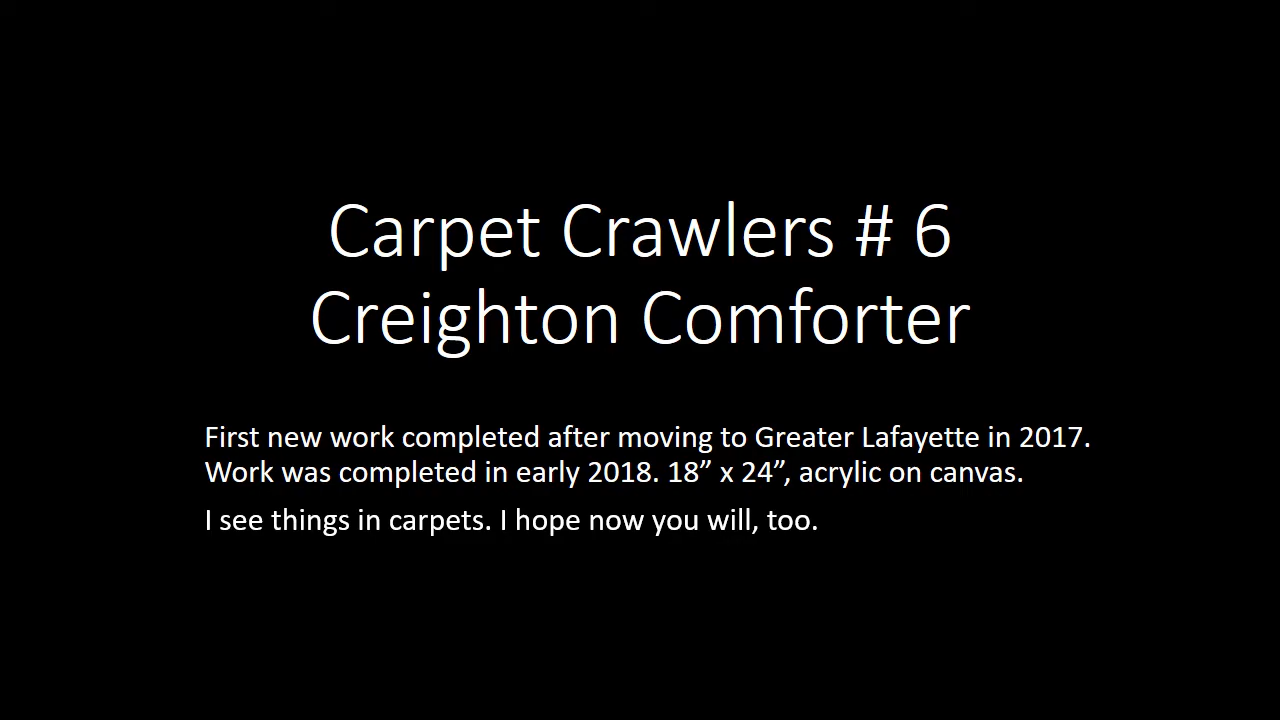 Carpet Crawlers # 6
Creighton Comforter
First new work completed after moving to Greater Lafayette in 2017.
Work was completed in early 2018. 18” x 24”, acrylic on canvas.
I see things in carpets. I hope now you will, too.